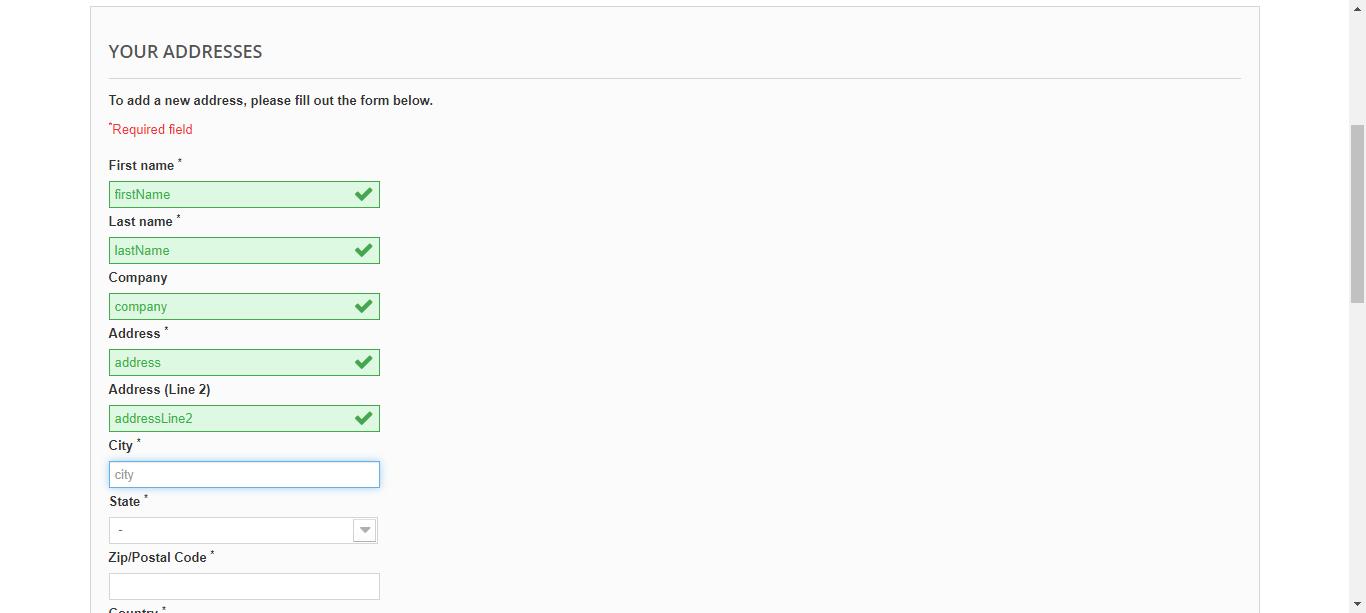 YOUR ADDRESSES
To add a new address, please fill out the form below.
*Required field
First name *
firstName
Last name *
lastName
Company
company
Address *
address
Address (Line 2)
addressLine2
City *
city
State *
-
Zip/Postal Code *
Country *